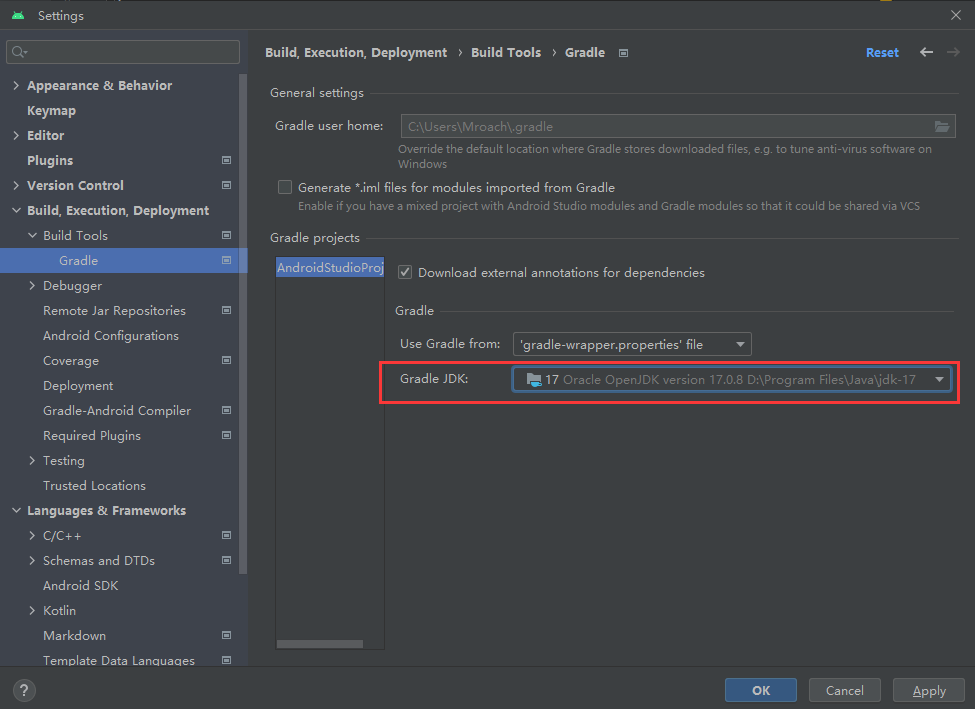 Settings
Appearance & Behavior
Keymap
Editor
Plugins
Version Control
Build, Execution, Deployment
Build Tools
Gradle
Debugger
Remote Jar Repositories
Android Configurations
Coverage
Deployment
Gradle-Android Compiler
Required Plugins
Testing
Trusted Locations
Languages & Frameworks
C/C++
Schemas and DTDs
Android SDK
Kotlin
Markdown
Template Data Languages
Build, Execution, Deployment › Build Tools › Gradle
Reset
General settings
Gradle user home: C:\Users\Mroach\.gradle
Override the default location where Gradle stores downloaded files, e.g. to tune anti-virus software on
Windows
Generate *.iml files for modules imported from Gradle
Enable if you have a mixed project with Android Studio modules and Gradle modules so that it could be shared via VCS
Gradle projects
AndroidStudioProj
Download external annotations for dependencies
Gradle
Use Gradle from: 'gradle-wrapper.properties' file
Gradle JDK: 17 Oracle OpenJDK version 17.0.8 D:\Program Files\Java\jdk-17
?
OK
Cancel
Apply